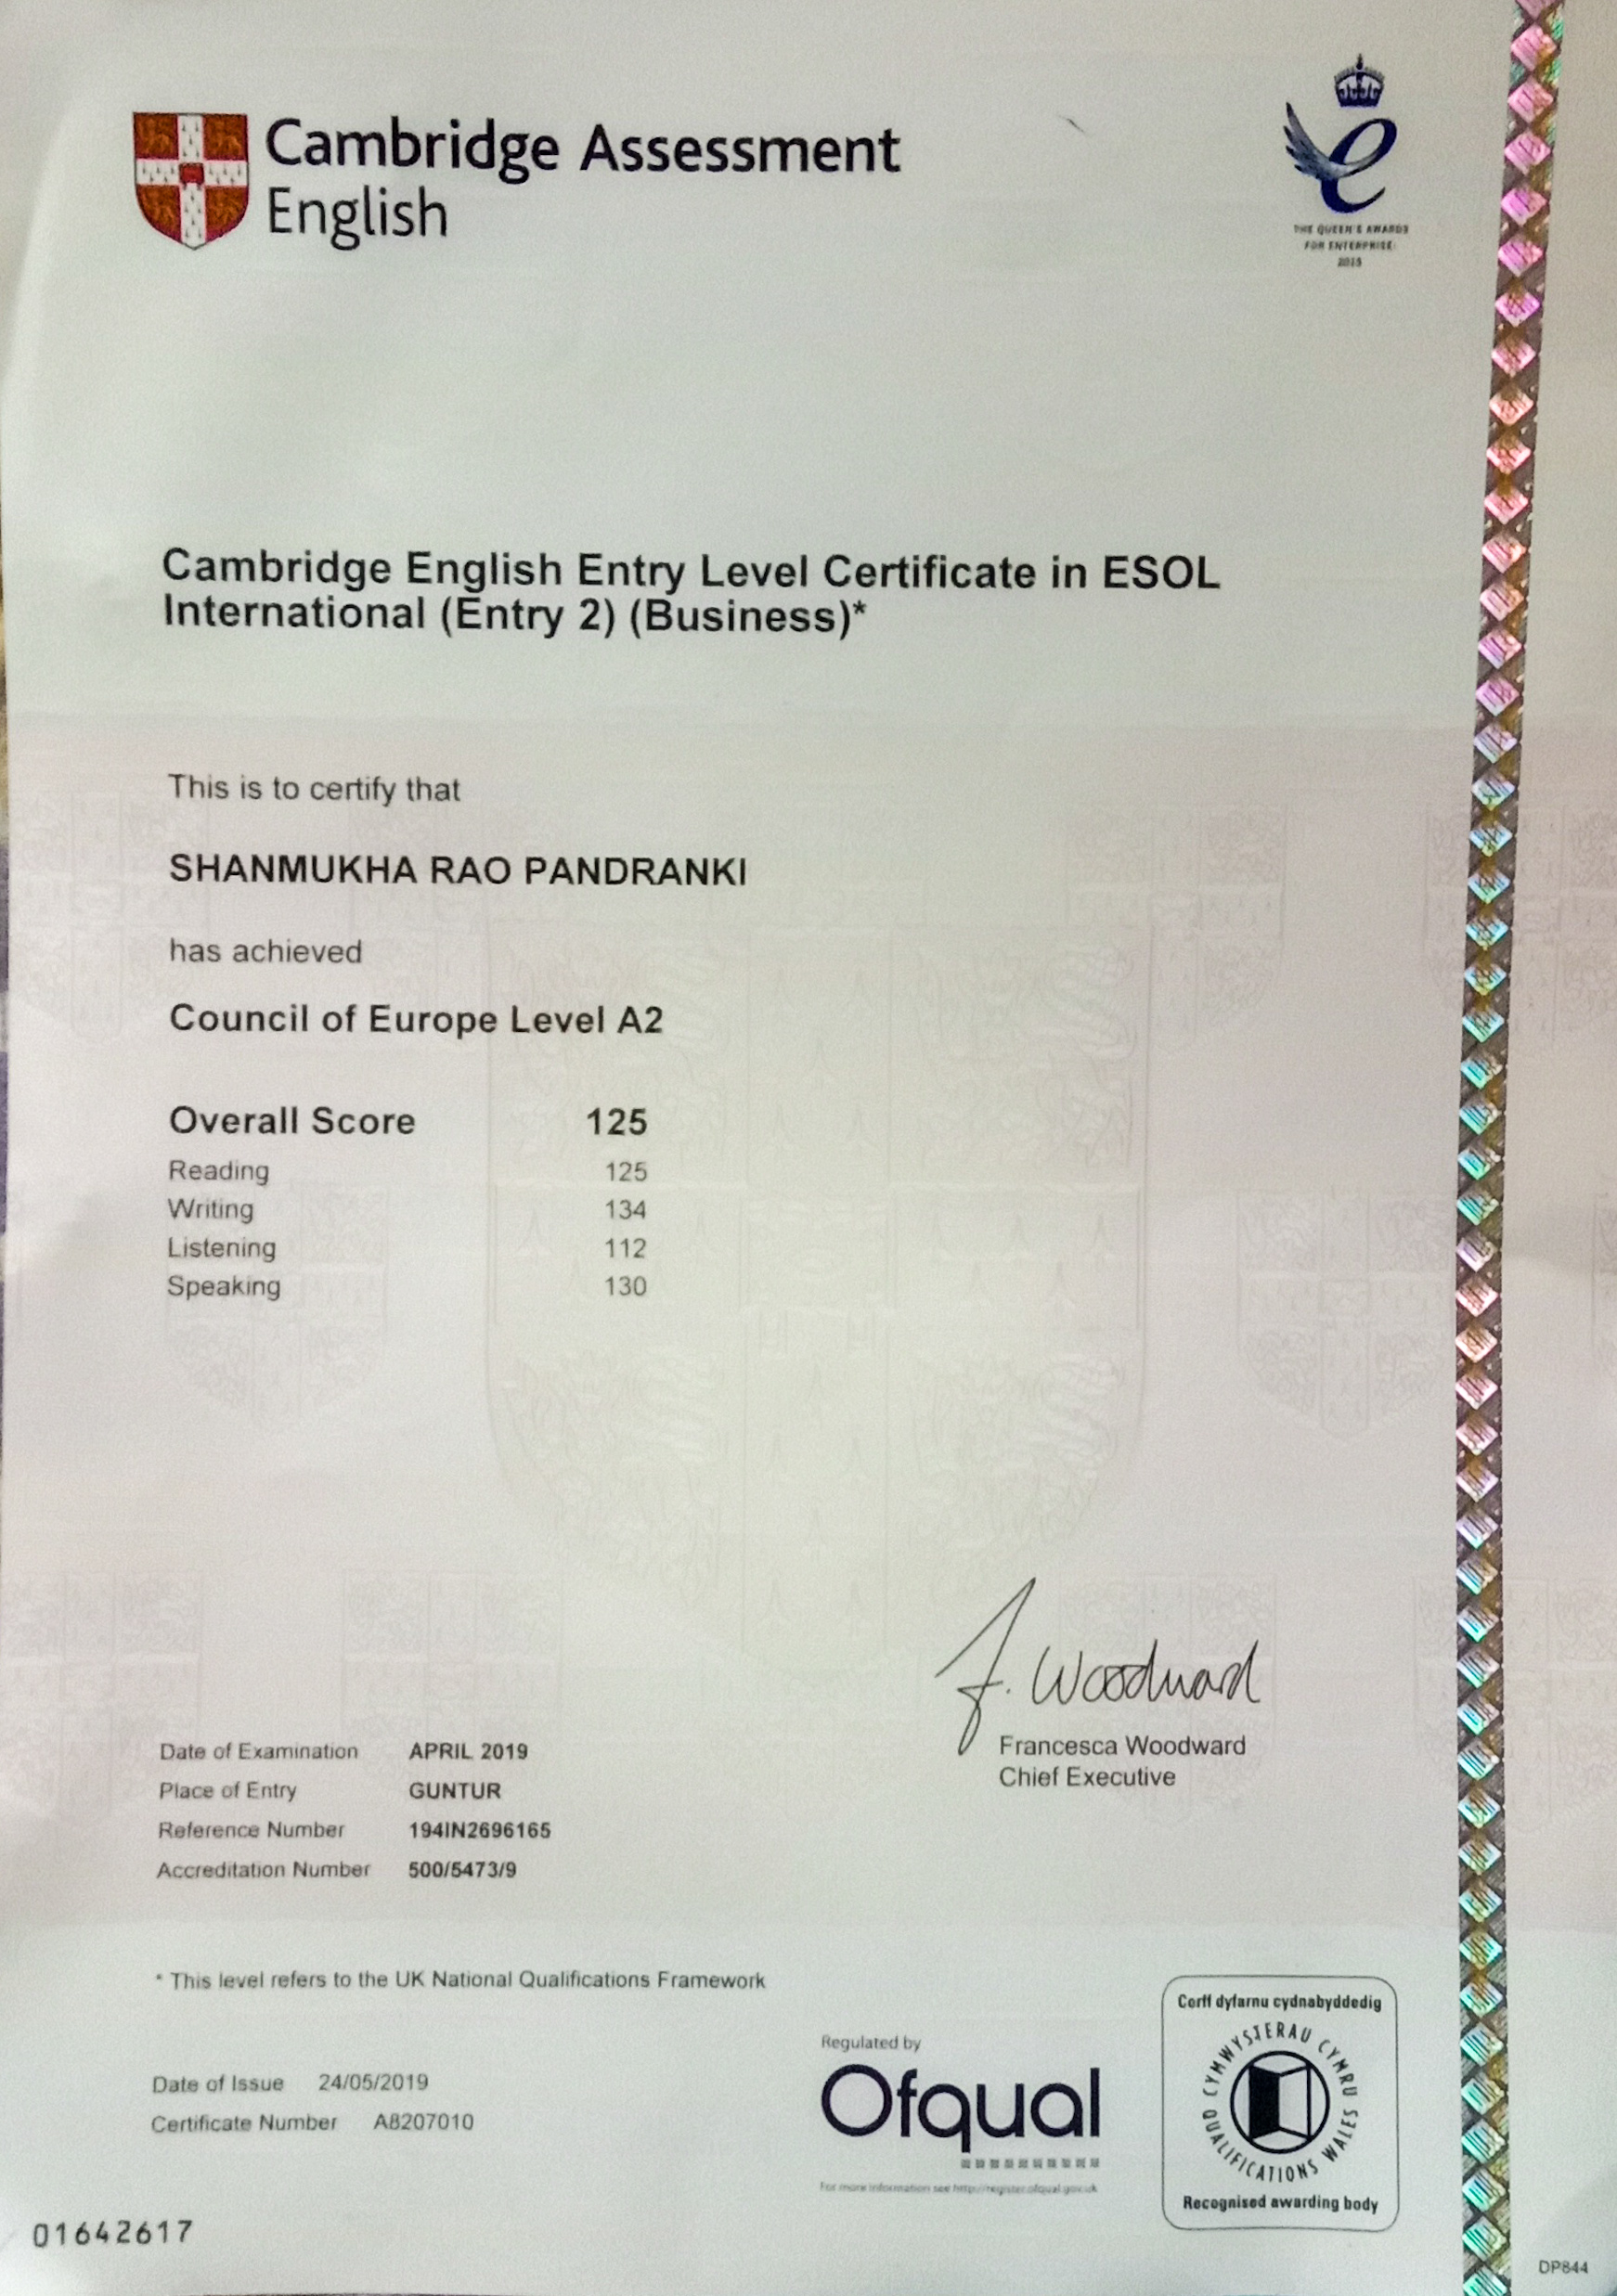 Cambridge Assessment
English
THE QUEEN'S AWARDS
FOR ENTERPRISE:
2015
Cambridge English Entry Level Certificate in ESOL
International (Entry 2) (Business)*
This is to certify that
SHANMUKHA RAO PANDRANKI
has achieved
Council of Europe Level A2
Overall Score 125
Reading 125
Writing 134
Listening 112
Speaking 130
F. Woodward
Francesca Woodward
Chief Executive
Date of Examination APRIL 2019
Place of Entry GUNTUR
Reference Number 194IN2696165
Accreditation Number 500/5473/9
* This level refers to the UK National Qualifications Framework
Date of Issue 24/05/2019
Certificate Number A8207010
Regulated by
Ofqual
For more information see http://register.ofqual.gov.uk
Corff dyfarnu cydnabyddedig
CYMWYSTERAU CYMRU
QUALIFICATIONS WALES
Recognised awarding body
01642617
DP844